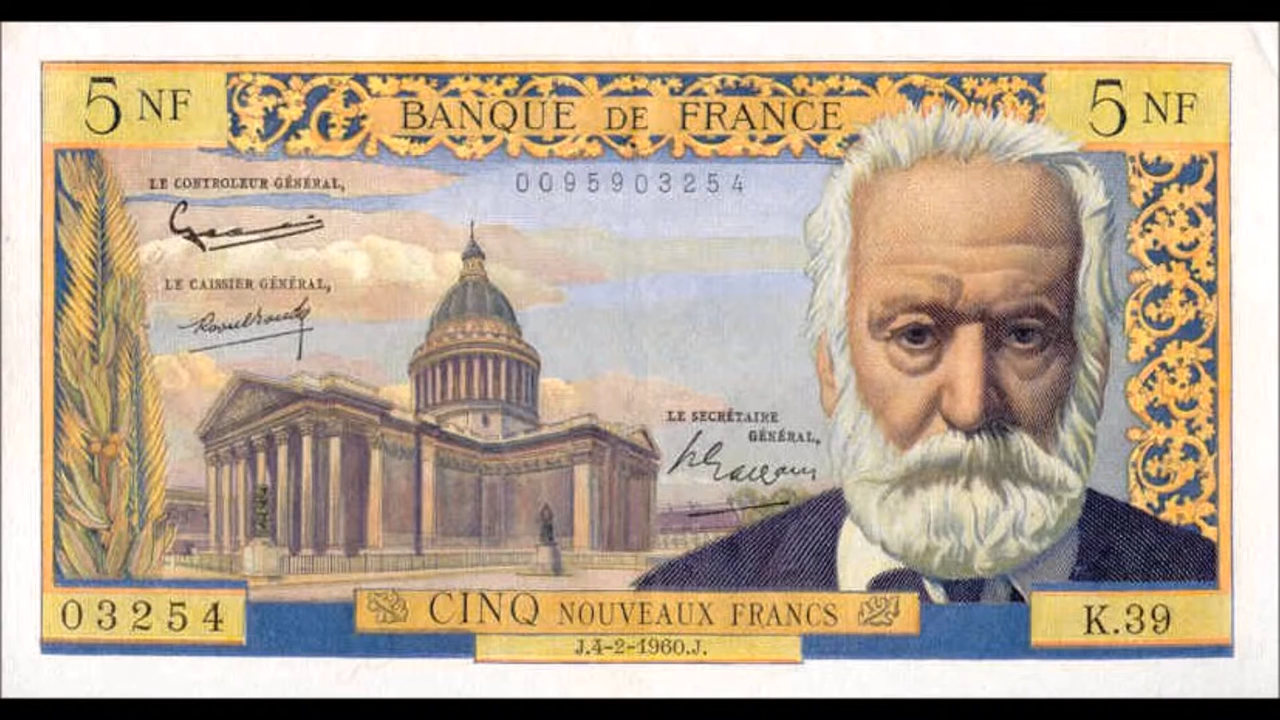 5 NF
BANQUE DE FRANCE
5 NF
LE CONTROLEUR GÉNÉRAL,
0095903254
LE CAISSIER GÉNÉRAL,
LE SECRÉTAIRE
GÉNÉRAL,
03254
CINQ NOUVEAUX FRANCS
K.39
J.4-2-1960.J.